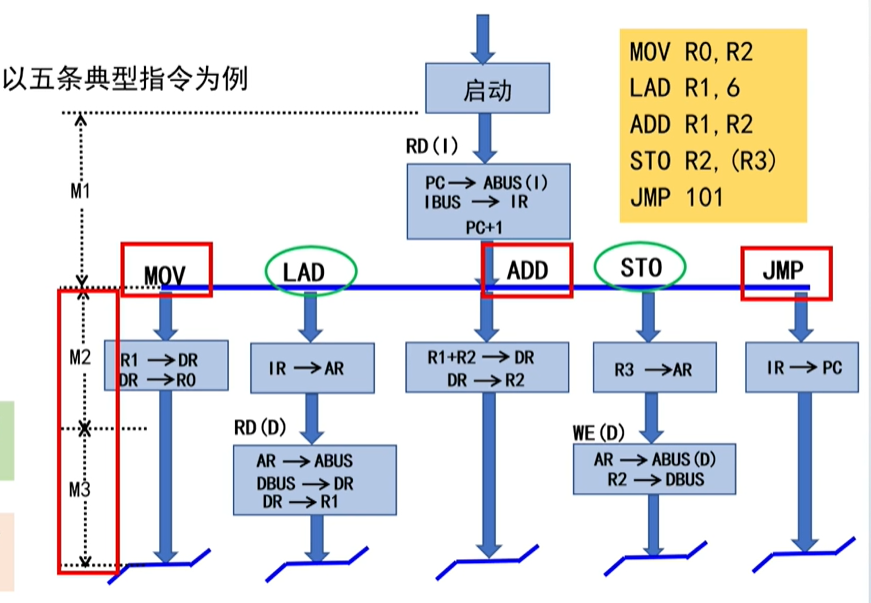 以五条典型指令为例
启动
MOV R0,R2
LAD R1,6
ADD R1,R2
STO R2,(R3)
JMP 101
RD(I)
PC→ ABUS(I)
IBUS → IR
PC+1
M1
MOV
LAD
ADD
STO
JMP
M2
R1 →DR
DR →R0
IR →AR
R1+R2 →DR
DR →R2
R3 →AR
IR →PC
RD(D)
WE(D)
M3
AR →ABUS
DBUS →DR
DR →R1
AR →ABUS(D)
R2 →DBUS